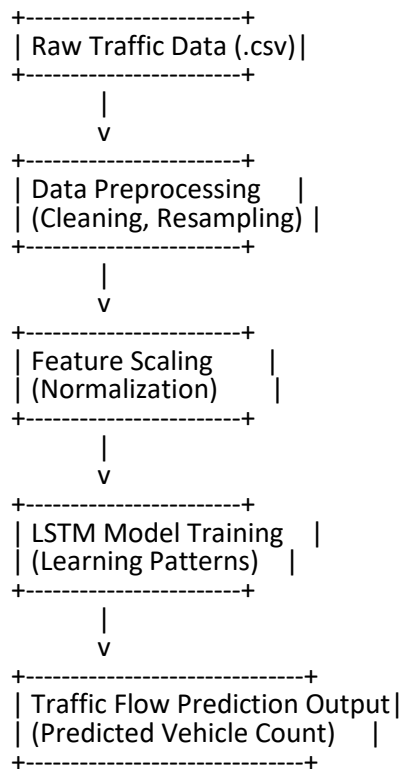 +------------------------+
| Raw Traffic Data (.csv)|
+------------------------+
|
v
+------------------------+
| Data Preprocessing |
| (Cleaning, Resampling) |
+------------------------+
|
v
+------------------------+
| Feature Scaling |
| (Normalization) |
+------------------------+
|
v
+------------------------+
| LSTM Model Training |
| (Learning Patterns) |
+------------------------+
|
v
+-------------------------------+
| Traffic Flow Prediction Output|
| (Predicted Vehicle Count) |
+-------------------------------+